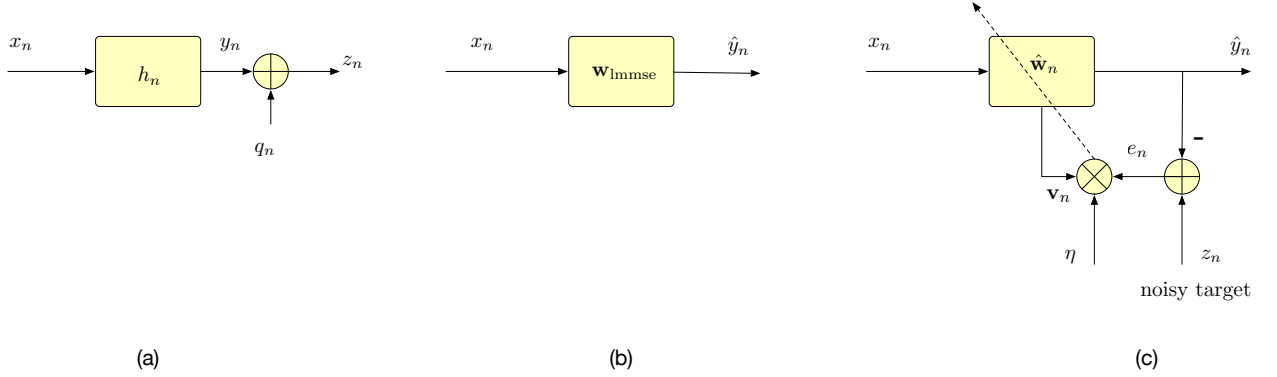 x_n
h_n
y_n
z_n
q_n
(a)
x_n
w_lmmse
ŷ_n
(b)
x_n
ŵ_n
ŷ_n
-
e_n
v_n
η
z_n
noisy target
(c)